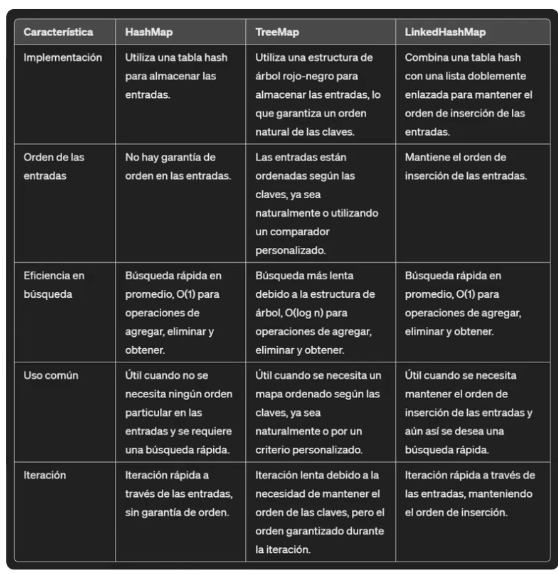 Característica HashMap TreeMap LinkedHashMap
Implementación
Utiliza una tabla hash
para almacenar las
entradas.
Utiliza una estructura de
árbol rojo-negro para
almacenar las entradas, lo
que garantiza un orden
natural de las claves.
Combina una tabla hash
con una lista doblemente
enlazada para mantener el
orden de inserción de las
entradas.
Orden de las
entradas
No hay garantía de
orden en las entradas.
Las entradas están
ordenadas según las
claves, ya sea
naturalmente o utilizando
un comparador
personalizado.
Mantiene el orden de
inserción de las entradas.
Eficiencia en
búsqueda
Búsqueda rápida en
promedio, O(1) para
operaciones de
agregar, eliminar y
obtener.
Búsqueda más lenta
debido a la estructura de
árbol, O(log n) para
operaciones de agregar,
eliminar y obtener.
Búsqueda rápida en
promedio, O(1) para
operaciones de agregar,
eliminar y obtener.
Uso común
Útil cuando no se
necesita ningún orden
particular en las
entradas y se requiere
una búsqueda rápida.
Útil cuando se necesita un
mapa ordenado según las
claves, ya sea
naturalmente o por un
criterio personalizado.
Útil cuando se necesita
mantener el orden de
inserción de las entradas y
aún así se desea una
búsqueda rápida.
Iteración
Iteración rápida a
través de las entradas,
sin garantía de orden.
Iteración lenta debido a la
necesidad de mantener el
orden de las claves, pero el
orden garantizado durante
la iteración.
Iteración rápida a través de
las entradas, manteniendo
el orden de inserción.